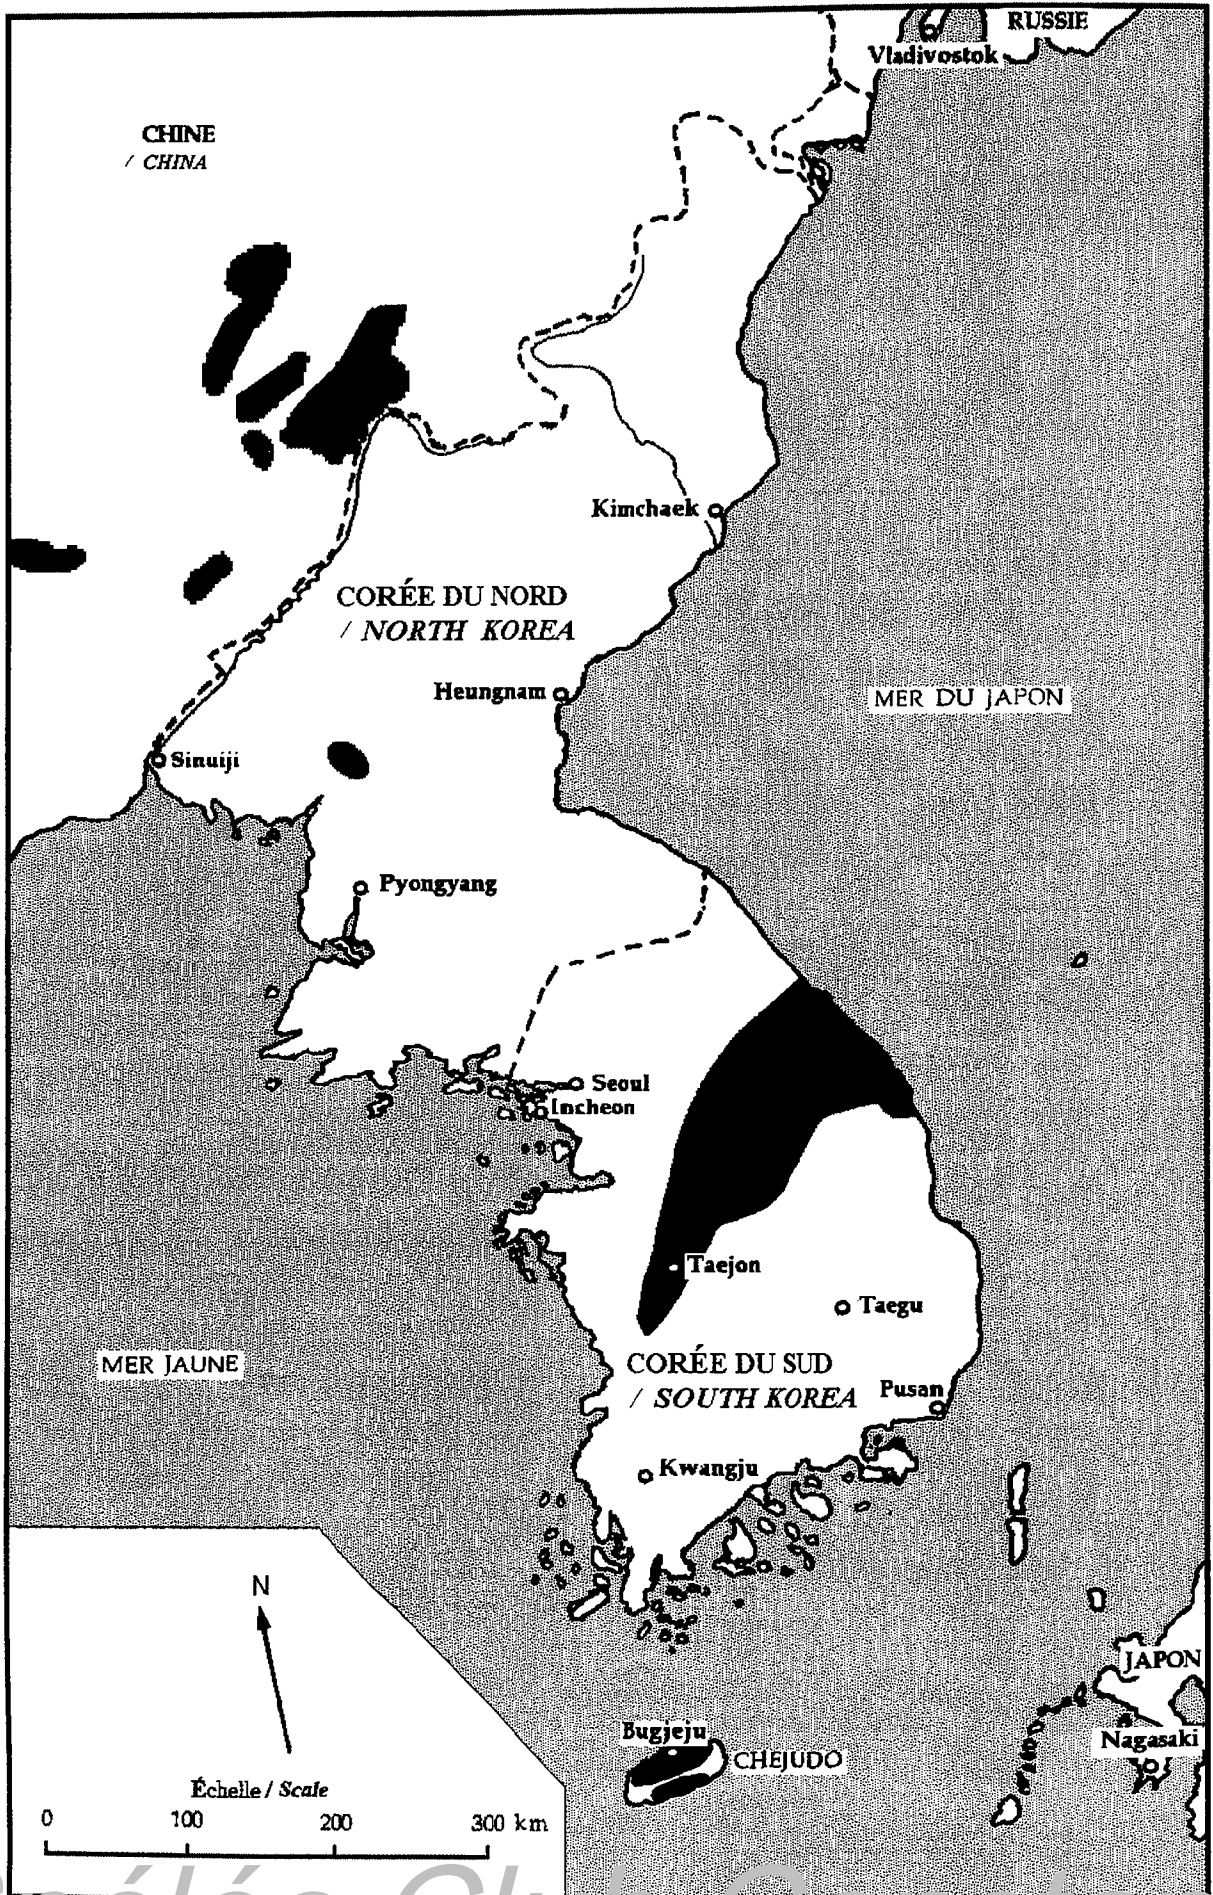 RUSSIE
Vladivostok
CHINE
/ CHINA
Kimchaek
CORÉE DU NORD
/ NORTH KOREA
Heungnam
MER DU JAPON
Sinuiji
Pyongyang
Seoul
Incheon
Taejon
Taegu
MER JAUNE
CORÉE DU SUD
/ SOUTH KOREA
Pusan
Kwangju
N
JAPON
Bugjeju
CHEJUDO
Nagasaki
Échelle / Scale
0 100 200 300 km